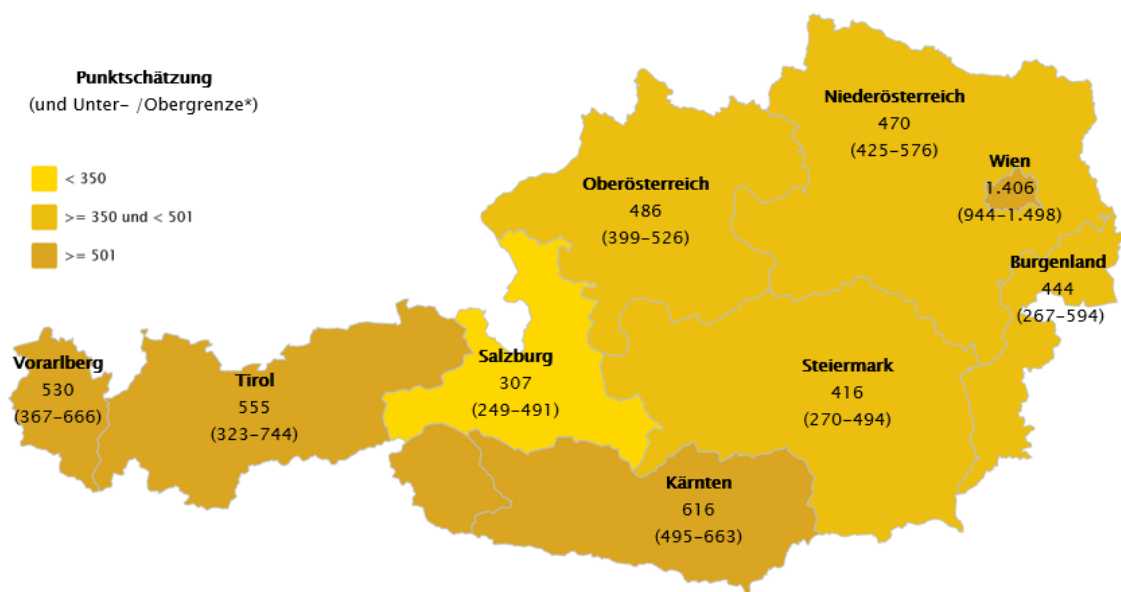 Punktschätzung
(und Unter- /Obergrenze*)
< 350
>= 350 und < 501
>= 501
Niederösterreich
470
(425–576)
Wien
1.406
(944–1.498)
Oberösterreich
486
(399–526)
Burgenland
444
(267–594)
Vorarlberg
530
(367–666)
Tirol
555
(323–744)
Salzburg
307
(249–491)
Steiermark
416
(270–494)
Kärnten
616
(495–663)